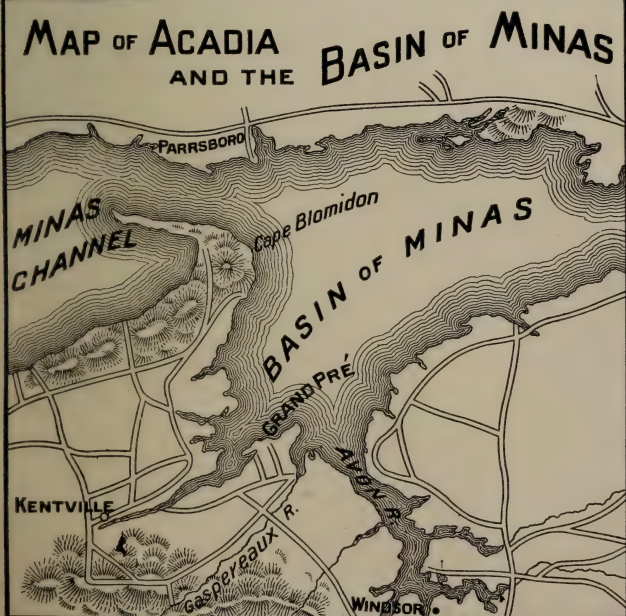 MAP OF ACADIA
AND THE BASIN OF MINAS
PARRSBORO
MINAS
CHANNEL
Cape Blomidon
BASIN OF MINAS
GRAND PRÉ
AVON R.
KENTVILLE
Gaspereaux R.
WINDSOR